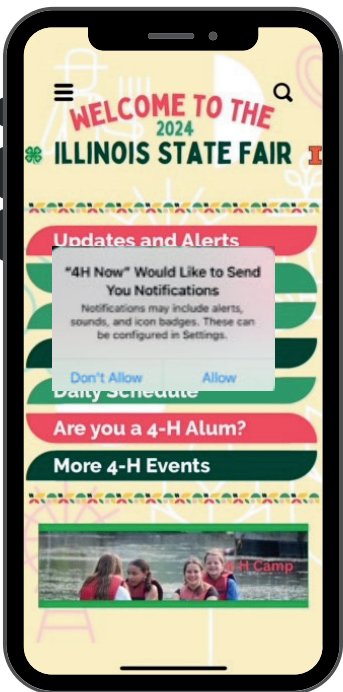 WELCOME TO THE
2024
ILLINOIS STATE FAIR
Updates and Alerts
"4H Now" Would Like to Send
You Notifications
Notifications may include alerts,
sounds, and icon badges. These can
be configured in Settings.
Don't Allow
Allow
Daily Schedule
Are you a 4-H Alum?
More 4-H Events
4-H Camp